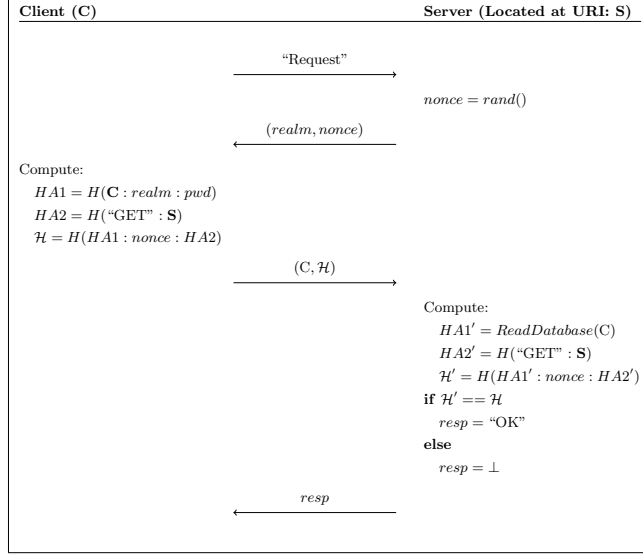 Client (C) Server (Located at URI: S)
“Request”
nonce = rand()
(realm, nonce)
Compute:
HA1 = H(C : realm : pwd)
HA2 = H(“GET” : S)
ℋ = H(HA1 : nonce : HA2)
(C, ℋ)
Compute:
HA1′ = ReadDatabase(C)
HA2′ = H(“GET” : S)
ℋ′ = H(HA1′ : nonce : HA2′)
if ℋ′ == ℋ
resp = “OK”
else
resp = ⊥
resp